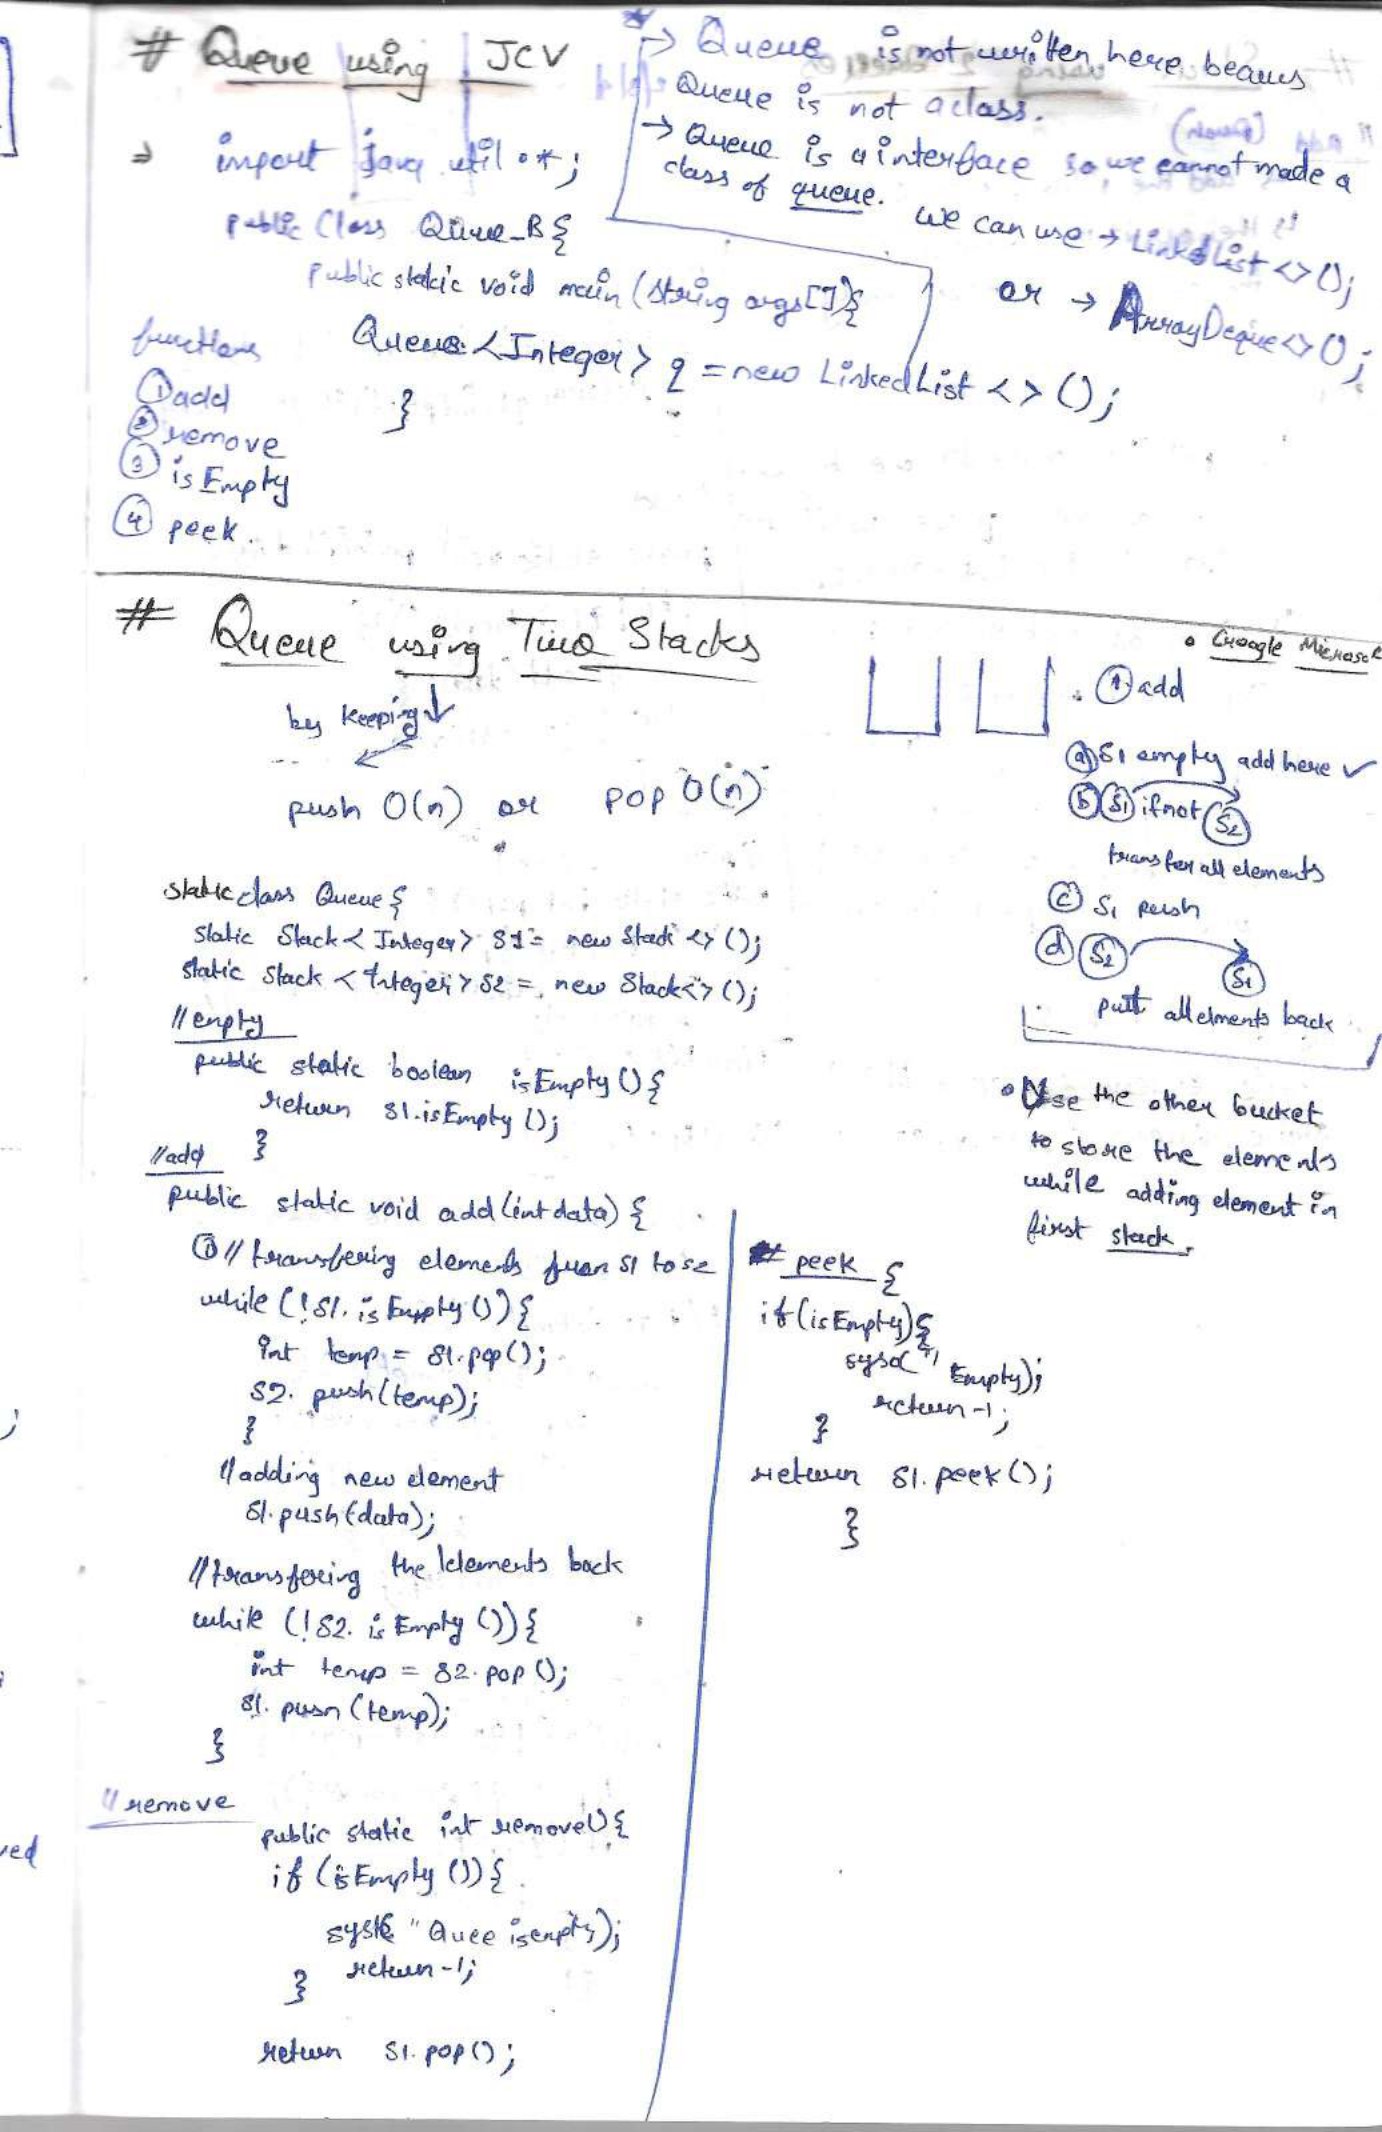 # Queue using JCV
→ Queue is not written here beaus
Queue is not a class.
→ Queue is a interface so we cannot made a
class of queue.
we can use → LinkedList <> ();
or → ArrayDeque <> ();
⇒ import java.util.*;
public Class Queue_B{
public static void main (string args[]){
Queue <Integer> q = new LinkedList <> ();
}
functions
① add
② remove
③ isEmpty
④ peek.
# Queue using Two Stacks
by keeping
push O(n) or pop O(n)
• Google Microso
① add
ⓐ S1 empty add here ✓
ⓑ S1 if not S2
transfer all elements
ⓒ S1 push
ⓓ S2 S1
putt all elments back
• Use the other bucket
to store the elements
while adding element in
first stack.
static class Queue {
static Stack < Integer > S1 = new Stack <> ();
static Stack < Integer > S2 = new Stack <> ();
// empty
public static boolean isEmpty () {
return S1.isEmpty ();
}
// add
public static void add (int data) {
① // transfering elements from S1 to S2
while (!S1.isEmpty ()) {
int temp = S1.pop();
S2. push(temp);
}
// adding new element
S1.push(data);
// transfering the elements back
while (!S2. isEmpty ()) {
int temp = S2.pop ();
S1. push (temp);
}
// remove
public static int remove() {
if (isEmpty ()) {
"Quee isempty);
return -1;
}
return S1.pop();
# peek {
if (isEmpty) {
syso(" Empty);
return -1;
}
return S1.peek();
}